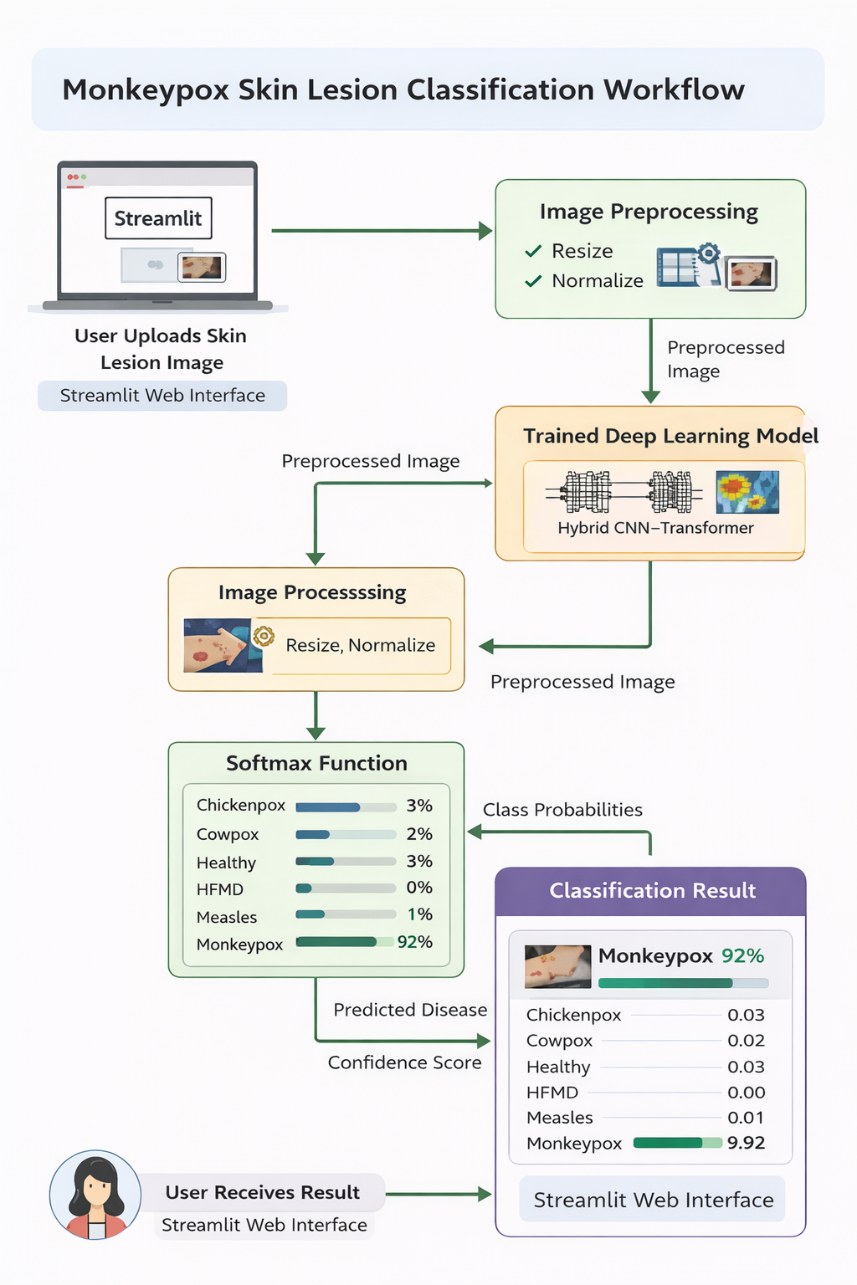 Monkeypox Skin Lesion Classification Workflow
Streamlit
User Uploads Skin
Lesion Image
Streamlit Web Interface
Image Preprocessing
✓ Resize
✓ Normalize
Preprocessed
Image
Trained Deep Learning Model
Hybrid CNN–Transformer
Preprocessed Image
Image Processssing
Resize, Normalize
Preprocessed Image
Softmax Function
Chickenpox 3%
Cowpox 2%
Healthy 3%
HFMD 0%
Measles 1%
Monkeypox 92%
Class Probabilities
Classification Result
Monkeypox 92%
Chickenpox 0.03
Cowpox 0.02
Healthy 0.03
HFMD 0.00
Measles 0.01
Monkeypox 9.92
Streamlit Web Interface
Predicted Disease
Confidence Score
User Receives Result
Streamlit Web Interface